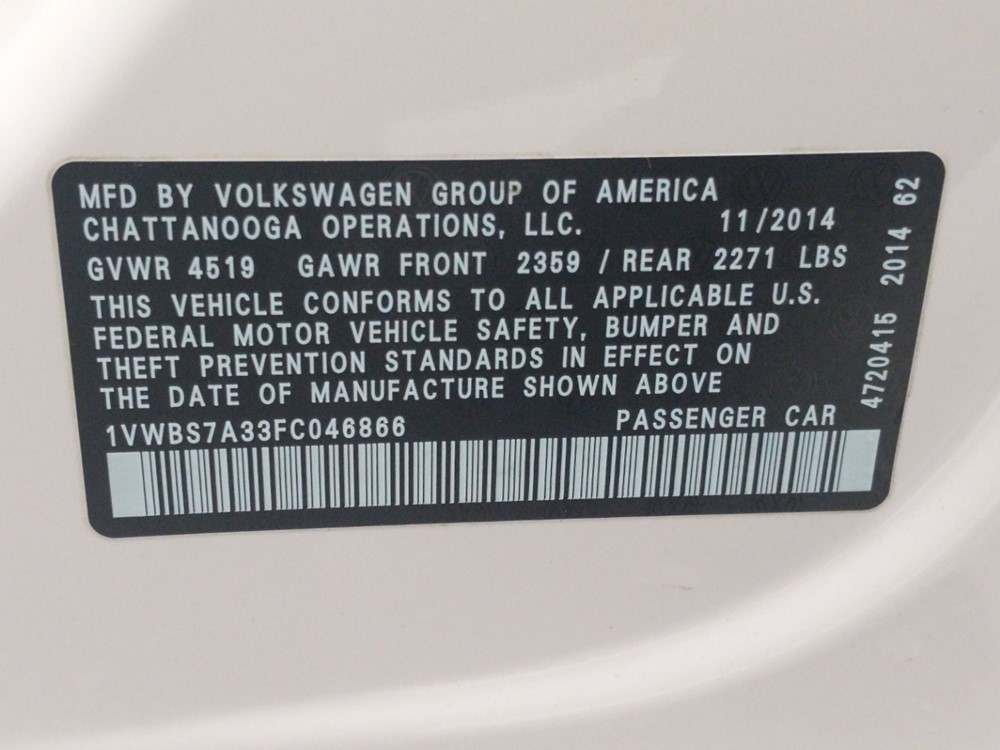 MFD BY VOLKSWAGEN GROUP OF AMERICA
CHATTANOOGA OPERATIONS, LLC. 11/2014
GVWR 4519 GAWR FRONT 2359 / REAR 2271 LBS
THIS VEHICLE CONFORMS TO ALL APPLICABLE U.S.
FEDERAL MOTOR VEHICLE SAFETY, BUMPER AND
THEFT PREVENTION STANDARDS IN EFFECT ON
THE DATE OF MANUFACTURE SHOWN ABOVE
1VWBS7A33FC046866 PASSENGER CAR
4720415 2014 62